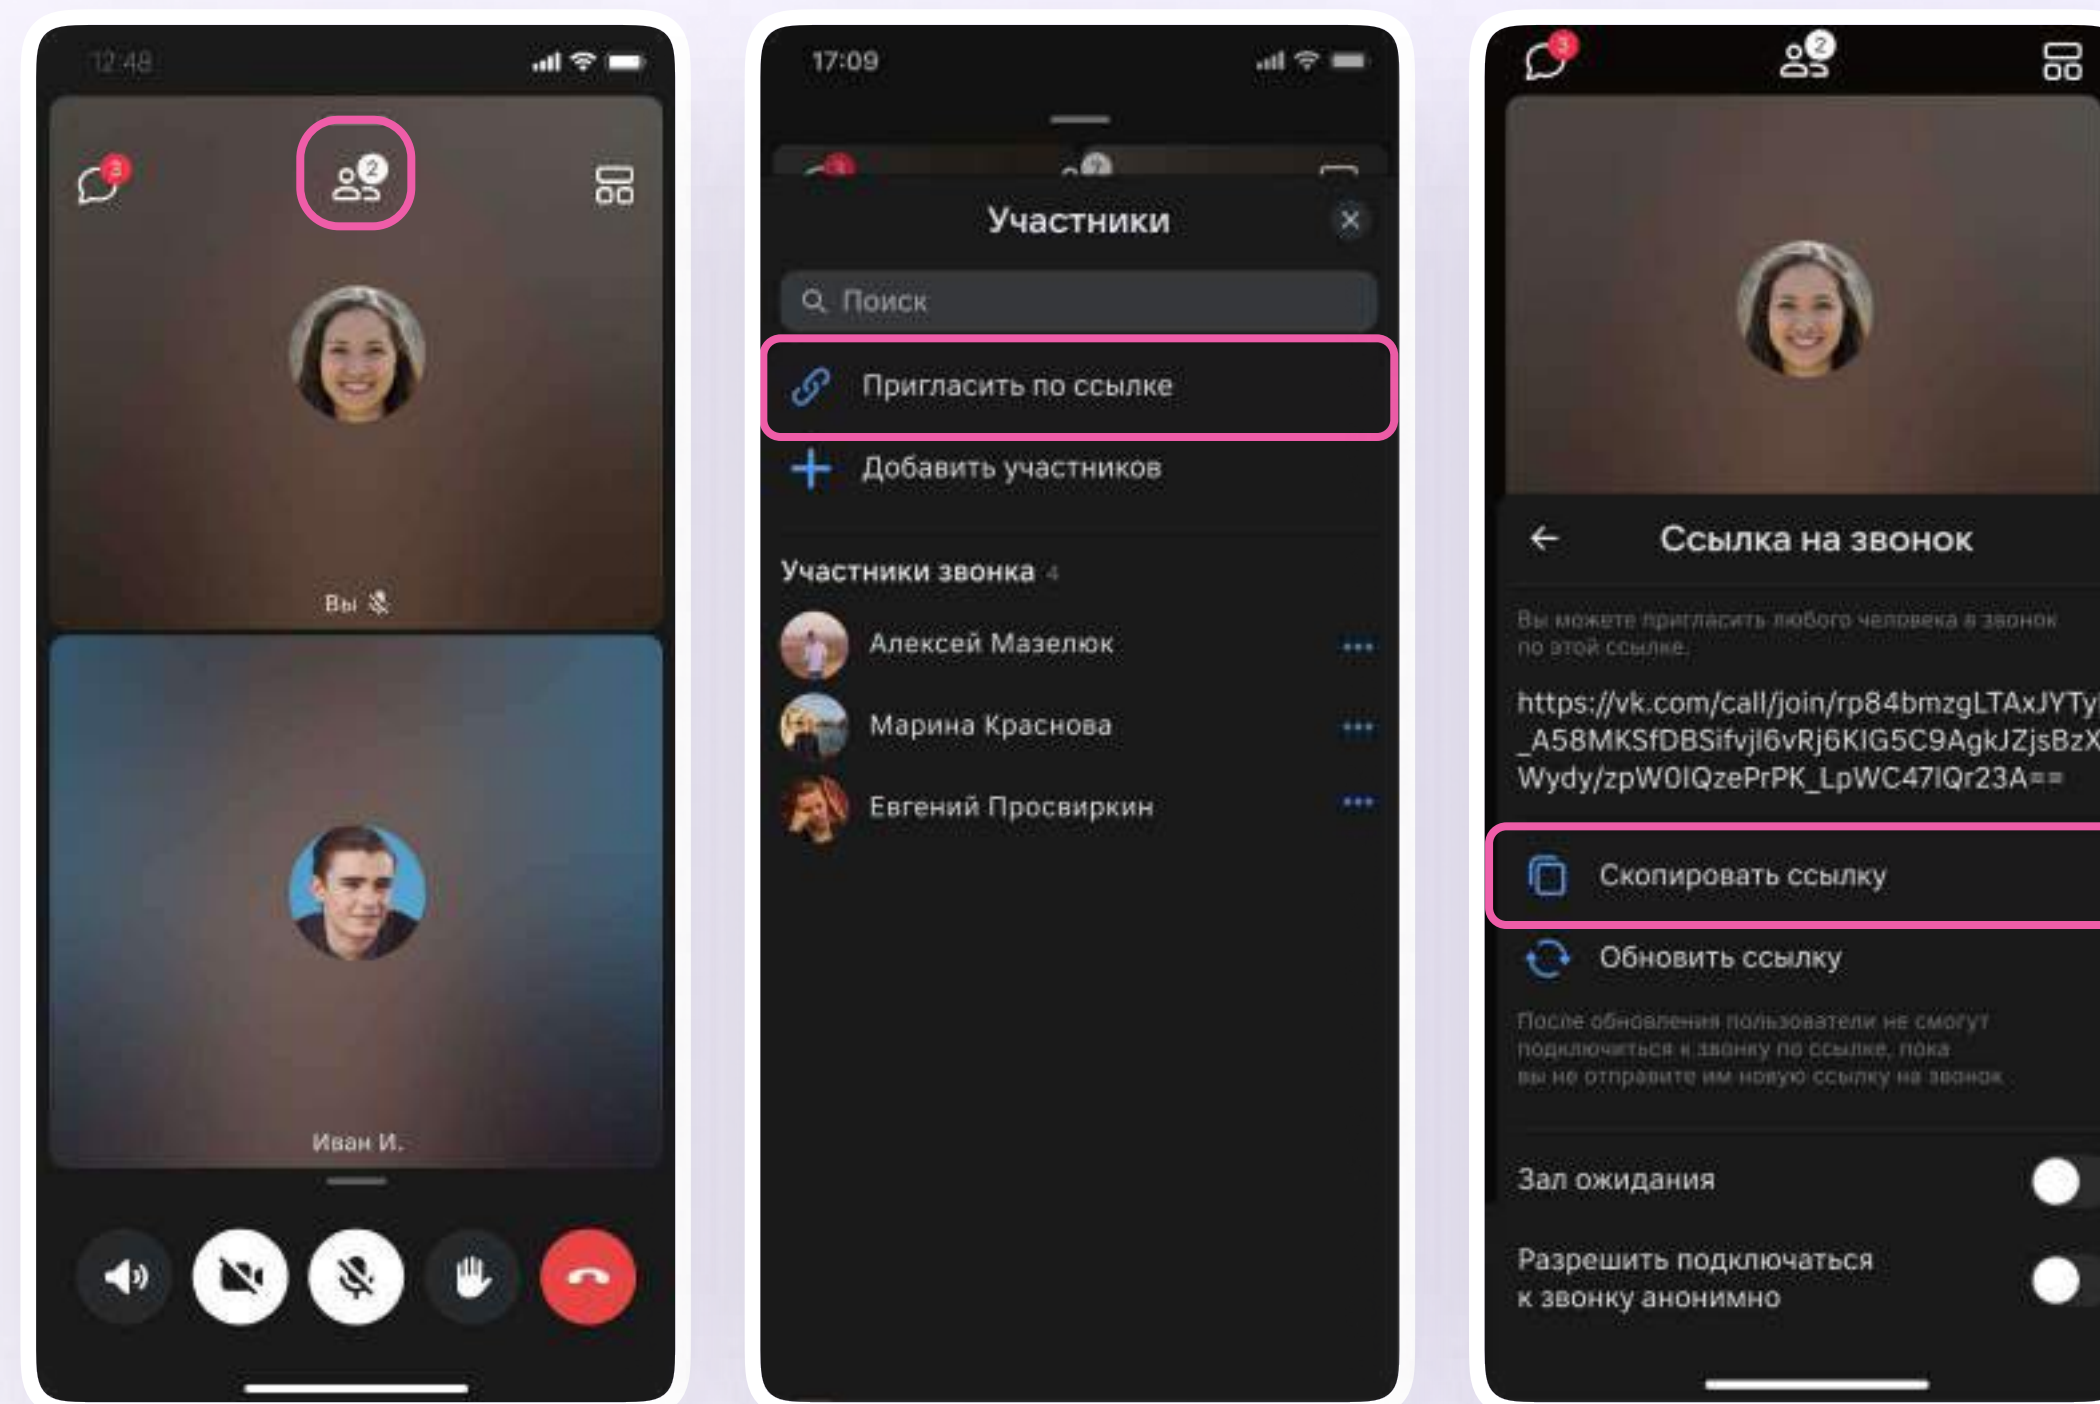 12:48
3
2
Вы
Иван И.
17:09
Участники
Поиск
Пригласить по ссылке
Добавить участников
Участники звонка 4
Алексей Мазелюк
Марина Краснова
Евгений Просвиркин
3
2
Ссылка на звонок
Вы можете пригласить любого человека в звонок
по этой ссылке.
https://vk.com/call/join/rp84bmzgLTAxJYTy
_A58MKSfDBSifvjI6vRj6KIG5C9AgkJZjsBzX
Wydy/zpW0IQzePrPK_LpWC47IQr23A==
Скопировать ссылку
Обновить ссылку
После обновления пользователи не смогут
подключиться к звонку по ссылке, пока
вы не отправите им новую ссылку на звонок
Зал ожидания
Разрешить подключаться
к звонку анонимно